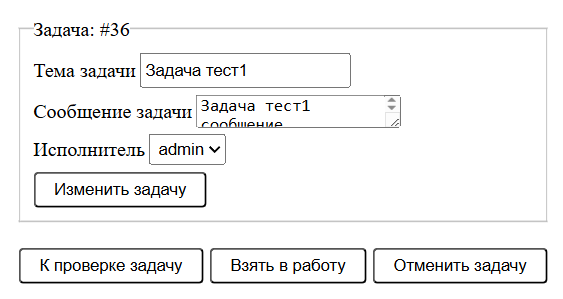 Задача: #36
Тема задачи Задача тест1
Сообщение задачи Задача тест1
сообщение
Исполнитель admin
Изменить задачу
К проверке задачу Взять в работу Отменить задачу